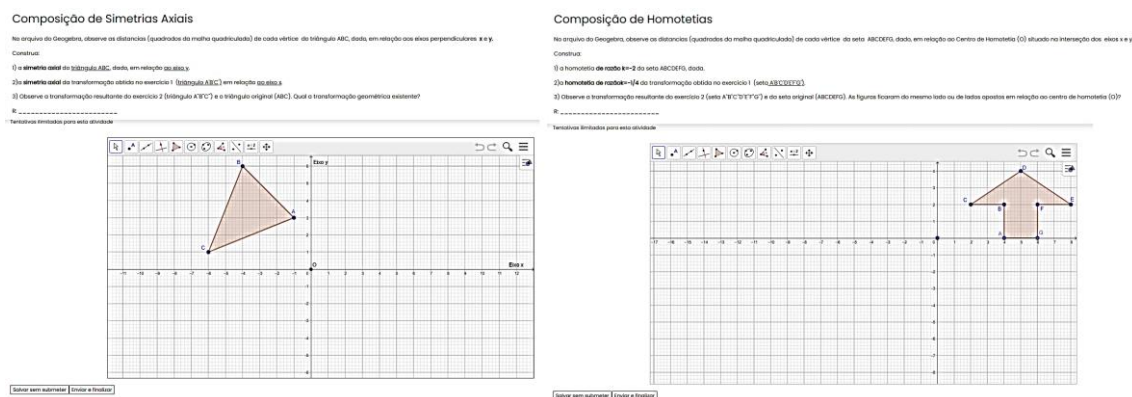 Composição de Simetrias Axiais
No arquivo do Geogebra, observe as distancias (quadrados da malha quadriculada) de cada vértice do triângulo ABC, dado, em relação aos eixos perpendiculares x e y.
Construa:
1) a simetria axial do triângulo ABC, dado, em relação ao eixo y.
2)a simetria axial da transformação obtida no exercício 1 (triângulo A'B'C') em relação ao eixo x
3) Observe a transformação resultante do exercício 2 (triângulo A"B"C") e o triângulo original (ABC). Qual a transformação geométrica existente?
R: _________________________
Tentativas ilimitadas para esta atividade
Eixo y
B
A
C
O
Eixo x
Salvar sem submeter Enviar e finalizar
Composição de Homotetias
No arquivo do Geogebra, observe as distancias (quadrados da malha quadriculada) de cada vértice da seta ABCDEFG, dado, em relação ao Centro de Homotetia (O) situado na interseção dos eixos x e y
Construa:
1) a homotetia de razão k=-2 da seta ABCDEFG, dada.
2)a homotetia de razãok=-1/4 da transformação obtida no exercício 1 (seta A'B'C'D'E'F'G').
3) Observe a transformação resultante do exercício 2 (seta A"B"C"D"E"F"G") e da seta original (ABCDEFG). As figuras ficaram do mesmo lado ou de lados opostos em relação ao centro de homotetia (O)?
R: _________________________
Tentativas ilimitadas para esta atividade
D
C
B
F
E
A
G
Salvar sem submeter Enviar e finalizar